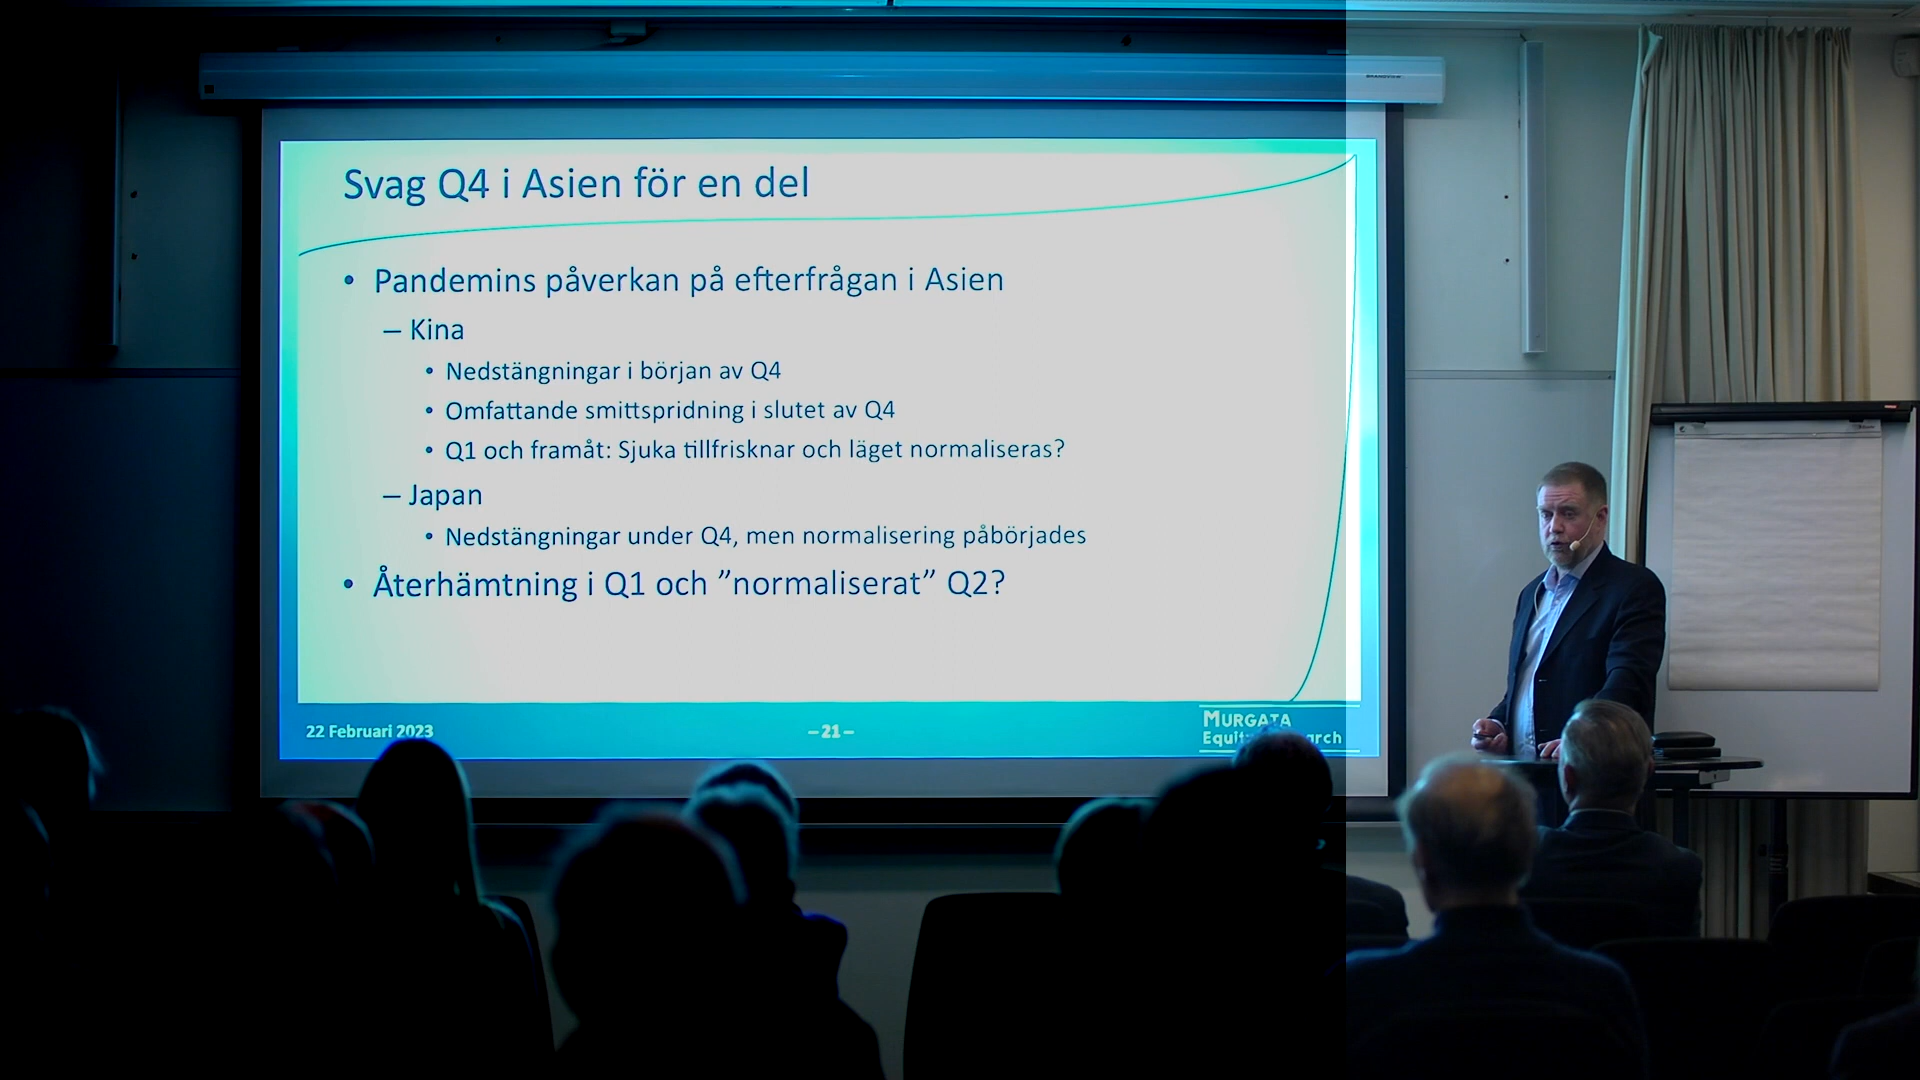 Svag Q4 i Asien för en del
• Pandemins påverkan på efterfrågan i Asien
– Kina
• Nedstängningar i början av Q4
• Omfattande smittspridning i slutet av Q4
• Q1 och framåt: Sjuka tillfrisknar och läget normaliseras?
– Japan
• Nedstängningar under Q4, men normalisering påbörjades
• Återhämtning i Q1 och ”normaliserat” Q2?
22 Februari 2023
–21–
MURGATA